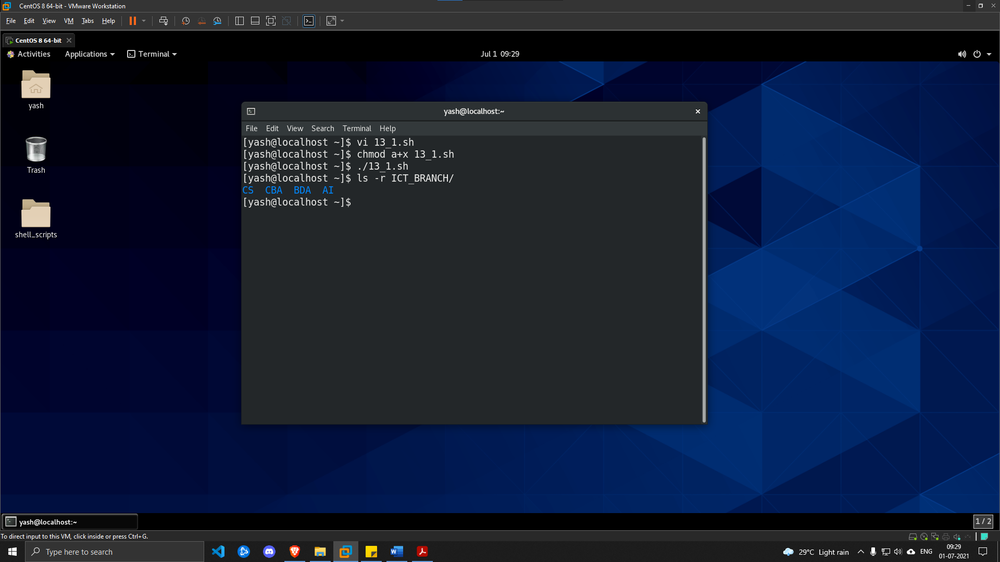 CentOS 8 64-bit - VMware Workstation
File Edit View VM Tabs Help
CentOS 8 64-bit
Activities Applications Terminal Jul 1 09:29
yash
Trash
shell_scripts
yash@localhost:~
File Edit View Search Terminal Help
[yash@localhost ~]$ vi 13_1.sh
[yash@localhost ~]$ chmod a+x 13_1.sh
[yash@localhost ~]$ ./13_1.sh
[yash@localhost ~]$ ls -r ICT_BRANCH/
CS CBA BDA AI
[yash@localhost ~]$
yash@localhost:~ 1 / 2
To direct input to this VM, click inside or press Ctrl+G.
Type here to search
29°C Light rain ENG
09:29
01-07-2021